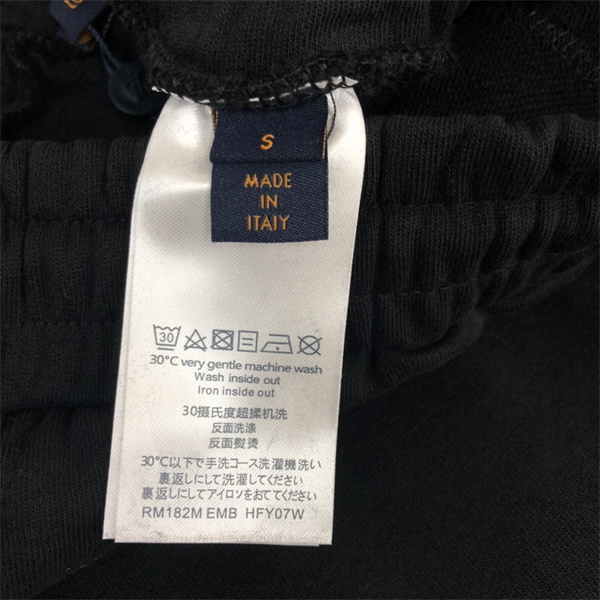 S
MADE
IN
ITAIY
30
30°C very gentle machine wash
Wash inside out
Iron inside out
30摄氏度超揉机洗
反面洗涤
反面熨烫
30℃以下で手洗コース洗濯機洗い
裏返しにして洗濯してください
裏返しにしてアイロンをおててください
RM182M EMB HFY07W